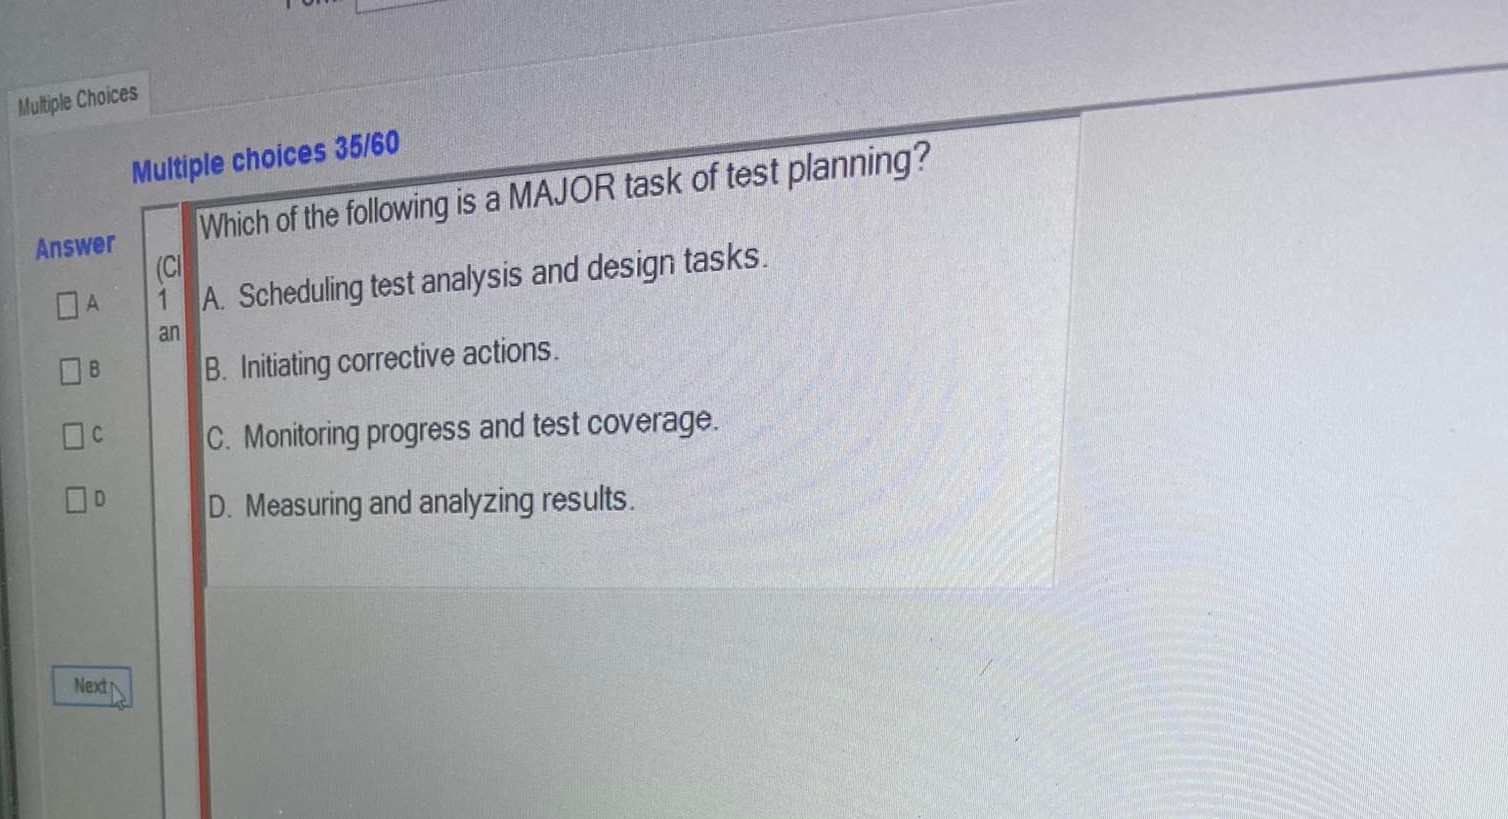 Multiple Choices
Multiple choices 35/60
Answer
A
B
C
D
Next
(Cl
1
an
Which of the following is a MAJOR task of test planning?
A. Scheduling test analysis and design tasks.
B. Initiating corrective actions.
C. Monitoring progress and test coverage.
D. Measuring and analyzing results.